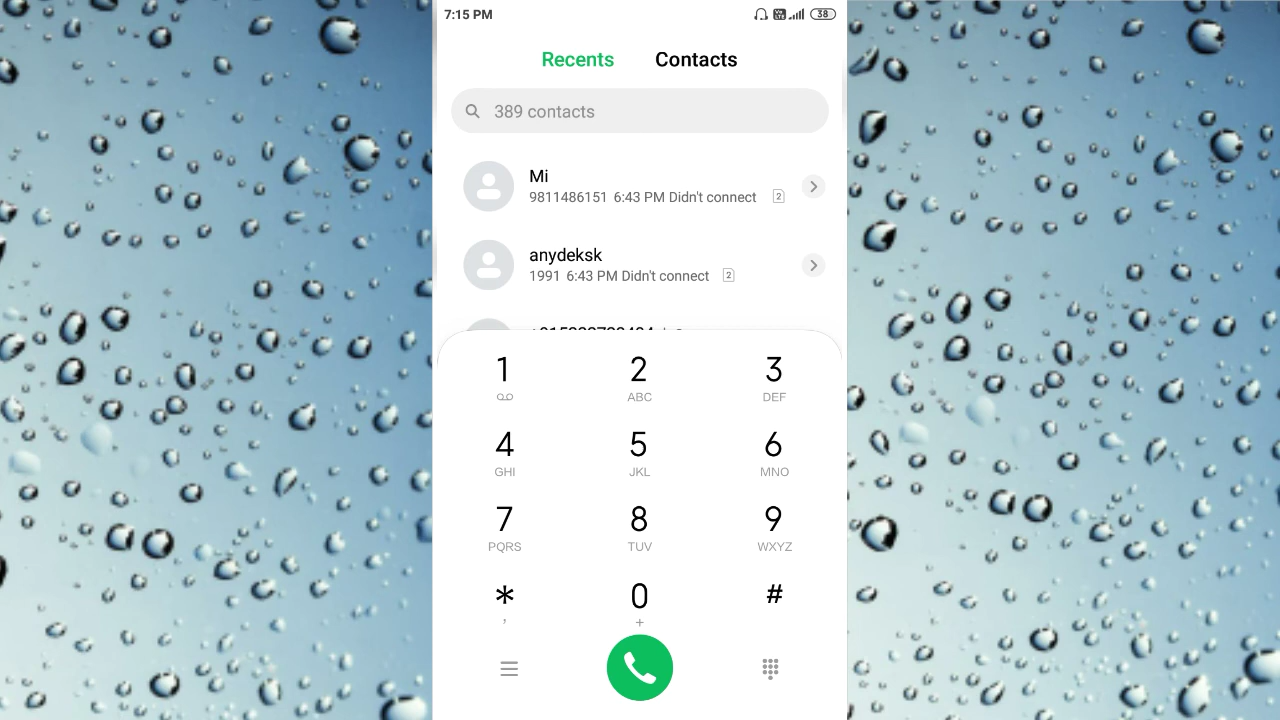 7:15 PM 38
Recents Contacts
389 contacts
Mi
9811486151 6:43 PM Didn't connect 2
anydeksk
1991 6:43 PM Didn't connect 2
1 2 3
ABC DEF
4 5 6
GHI JKL MNO
7 8 9
PQRS TUV WXYZ
* 0 #
, +